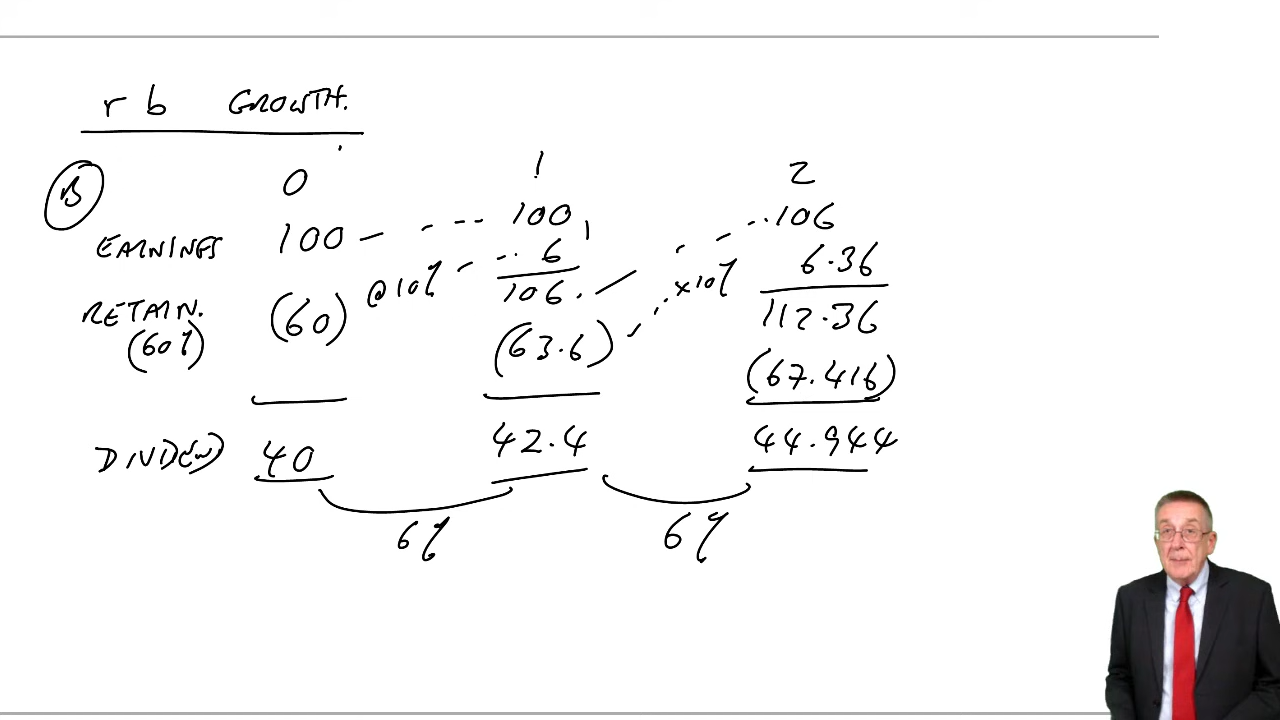 r b GROWTH.
B 0 1 2
EARNINGS 100 100 106
@10% 6 x10% 6.36
106. 112.36
RETAIN. (60) (63.6) (67.416)
(60%)
DIVIDEND 40 42.4 44.944
6% 6%